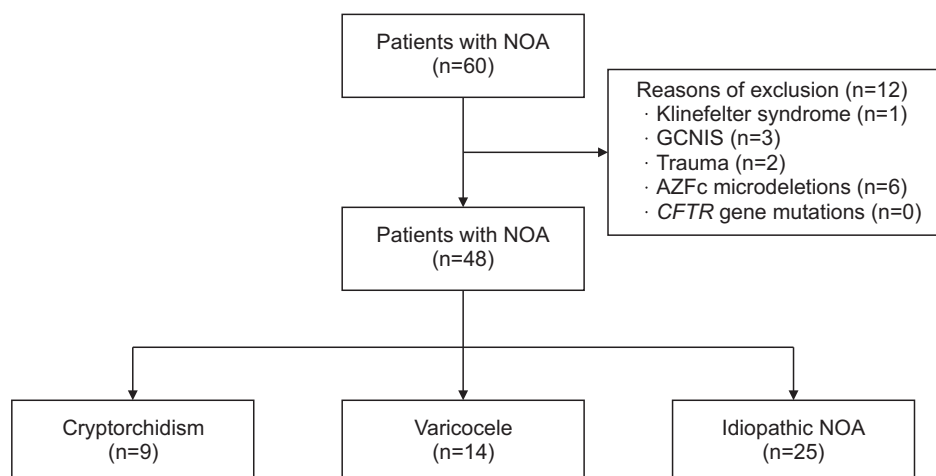 Patients with NOA
(n=60)
Reasons of exclusion (n=12)
· Klinefelter syndrome (n=1)
· GCNIS (n=3)
· Trauma (n=2)
· AZFc microdeletions (n=6)
· CFTR gene mutations (n=0)
Patients with NOA
(n=48)
Cryptorchidism
(n=9)
Varicocele
(n=14)
Idiopathic NOA
(n=25)